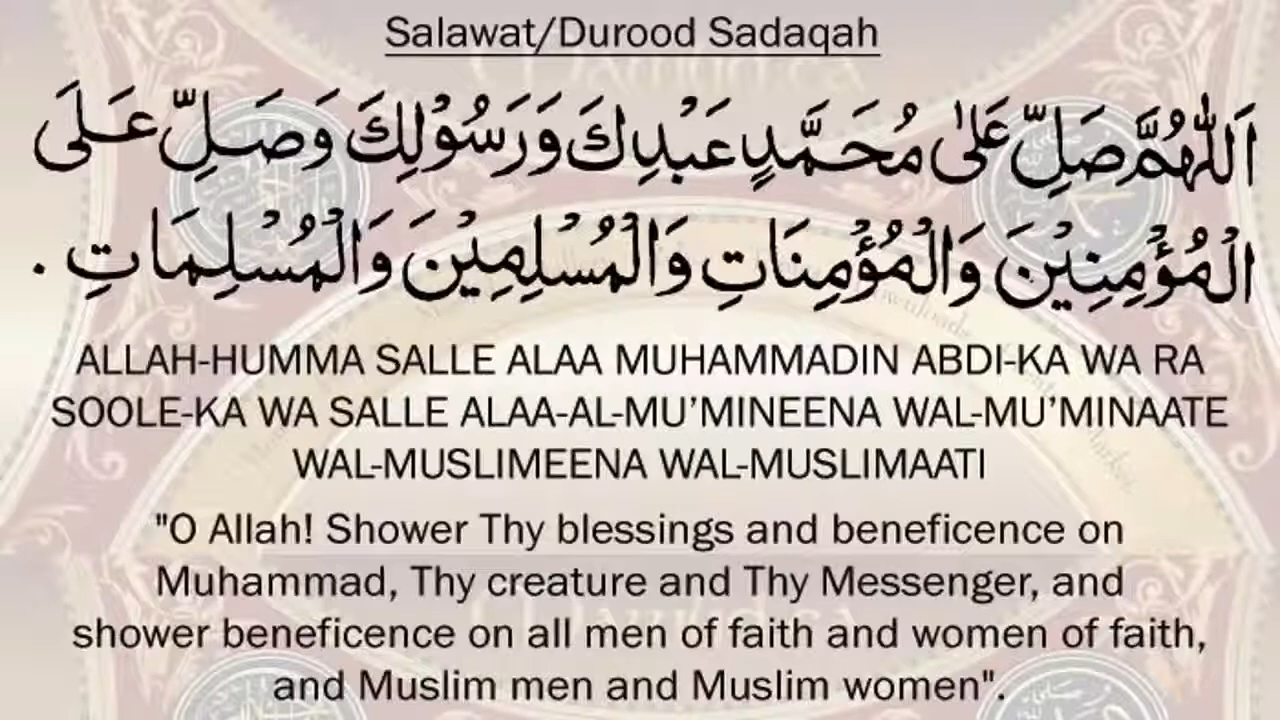 Salawat/Durood Sadaqah
اَللّٰهُمَّ صَلِّ عَلٰى مُحَمَّدٍ عَبْدِكَ وَرَسُوْلِكَ وَصَلِّ عَلَى
الْمُؤْمِنِيْنَ وَالْمُؤْمِنَاتِ وَالْمُسْلِمِيْنَ وَالْمُسْلِمَاتِ .
ALLAH-HUMMA SALLE ALAA MUHAMMADIN ABDI-KA WA RA
SOOLE-KA WA SALLE ALAA-AL-MU’MINEENA WAL-MU’MINAATE
WAL-MUSLIMEENA WAL-MUSLIMAATI
"O Allah! Shower Thy blessings and beneficence on
Muhammad, Thy creature and Thy Messenger, and
shower beneficence on all men of faith and women of faith,
and Muslim men and Muslim women".